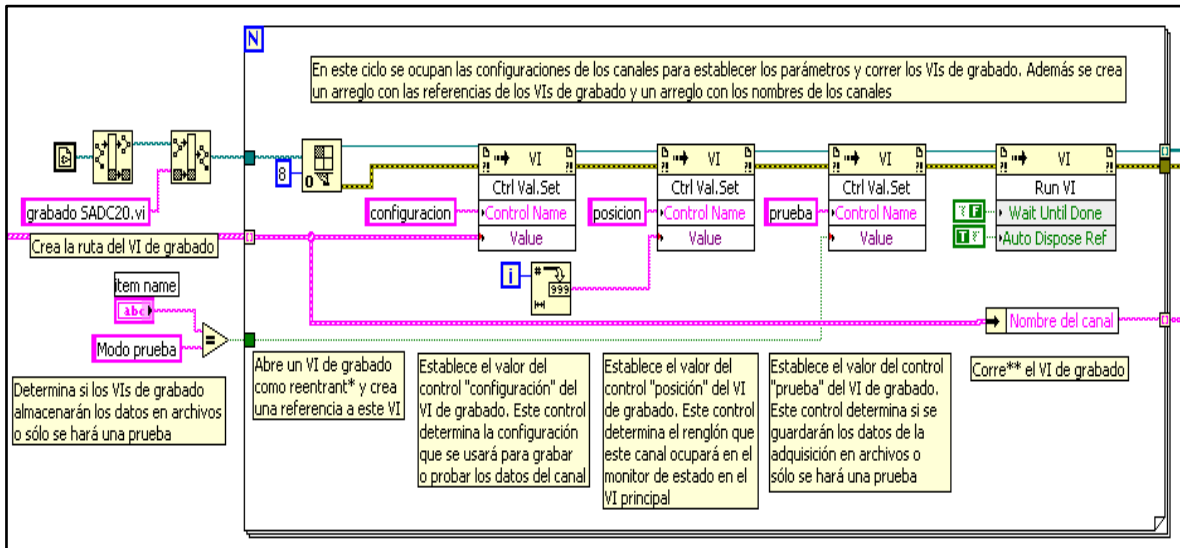 N
En este ciclo se ocupan las configuraciones de los canales para establecer los parámetros y correr los VIs de grabado. Además se crea
un arreglo con las referencias de los VIs de grabado y un arreglo con los nombres de los canales
8
0
VI
Ctrl Val.Set
Control Name
Value
VI
Ctrl Val.Set
Control Name
Value
VI
Ctrl Val.Set
Control Name
Value
VI
Run VI
Wait Until Done
Auto Dispose Ref
grabado SADC20.vi
configuracion
posicion
prueba
F
T
Crea la ruta del VI de grabado
i
#
999
item name
abc
Modo prueba
=
Nombre del canal
Determina si los VIs de grabado
almacenarán los datos en archivos
o sólo se hará una prueba
Abre un VI de grabado
como reentrant* y crea
una referencia a este VI
Establece el valor del
control "configuración" del
VI de grabado. Este control
determina la configuración
que se usará para grabar
o probar los datos del canal
Establece el valor del
control "posición" del VI
de grabado. Este control
determina el renglón que
este canal ocupará en el
monitor de estado en el
VI principal
Establece el valor del control
"prueba" del VI de grabado.
Este control determina si se
guardarán los datos de la
adquisición en archivos o
sólo se hará una prueba
Corre** el VI de grabado